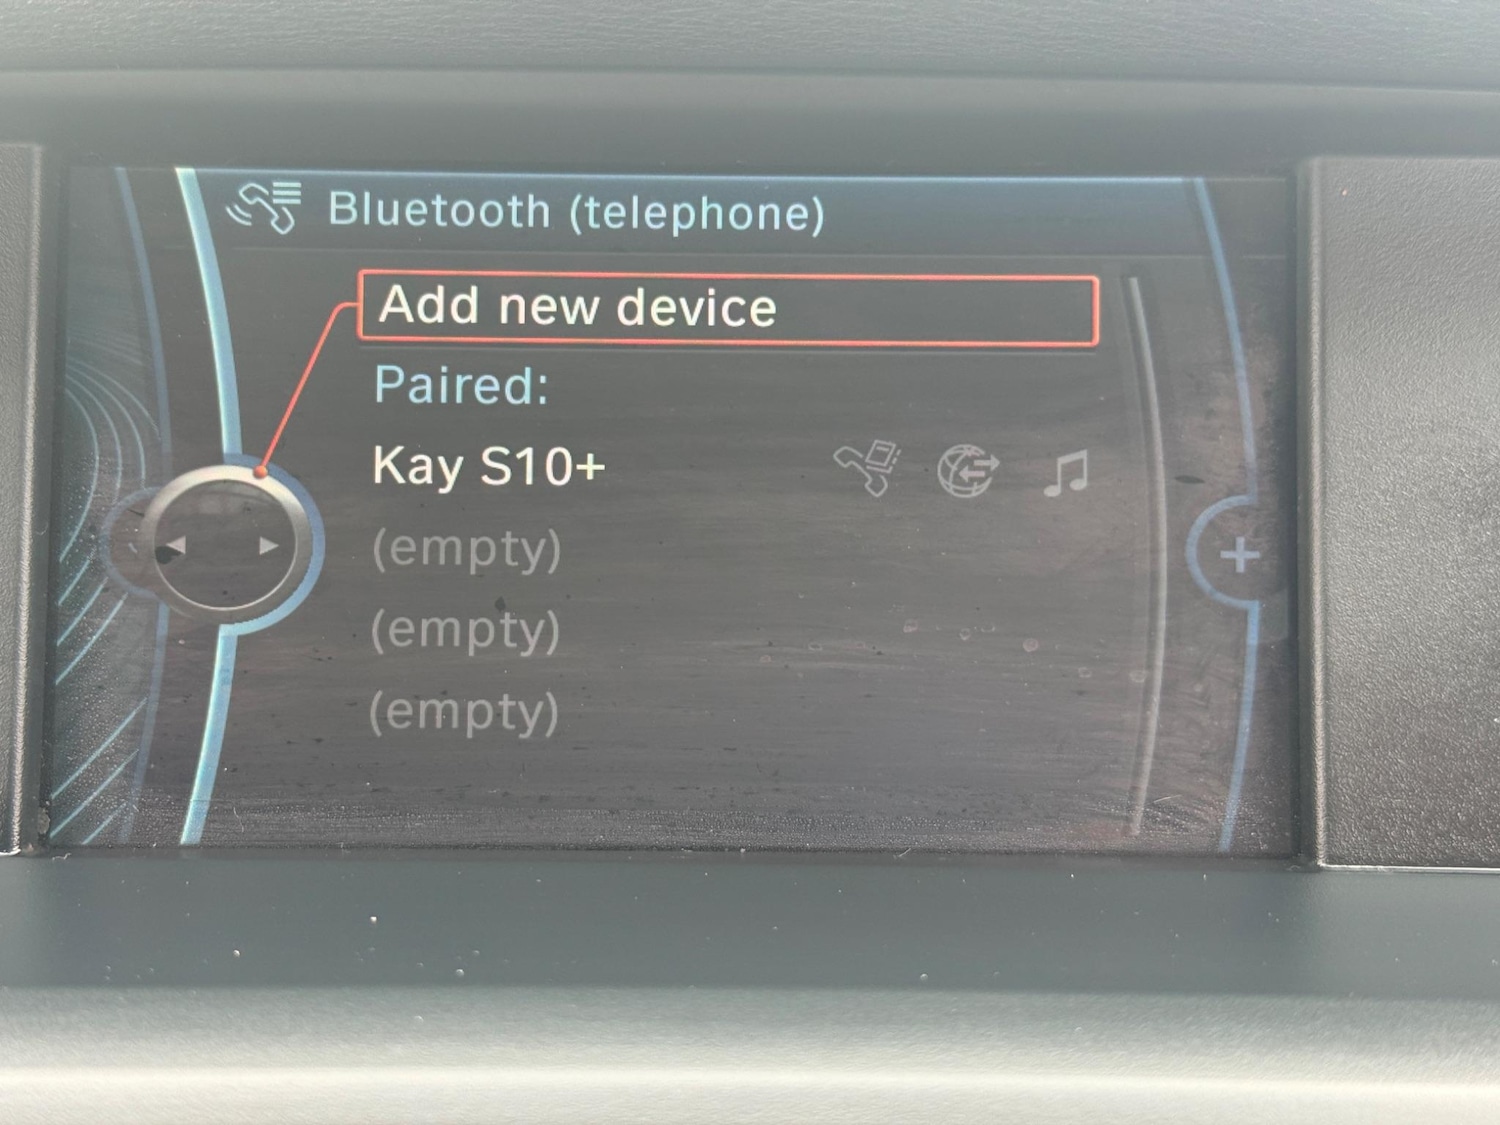 Bluetooth (telephone)
Add new device
Paired:
Kay S10+
(empty)
(empty)
(empty)